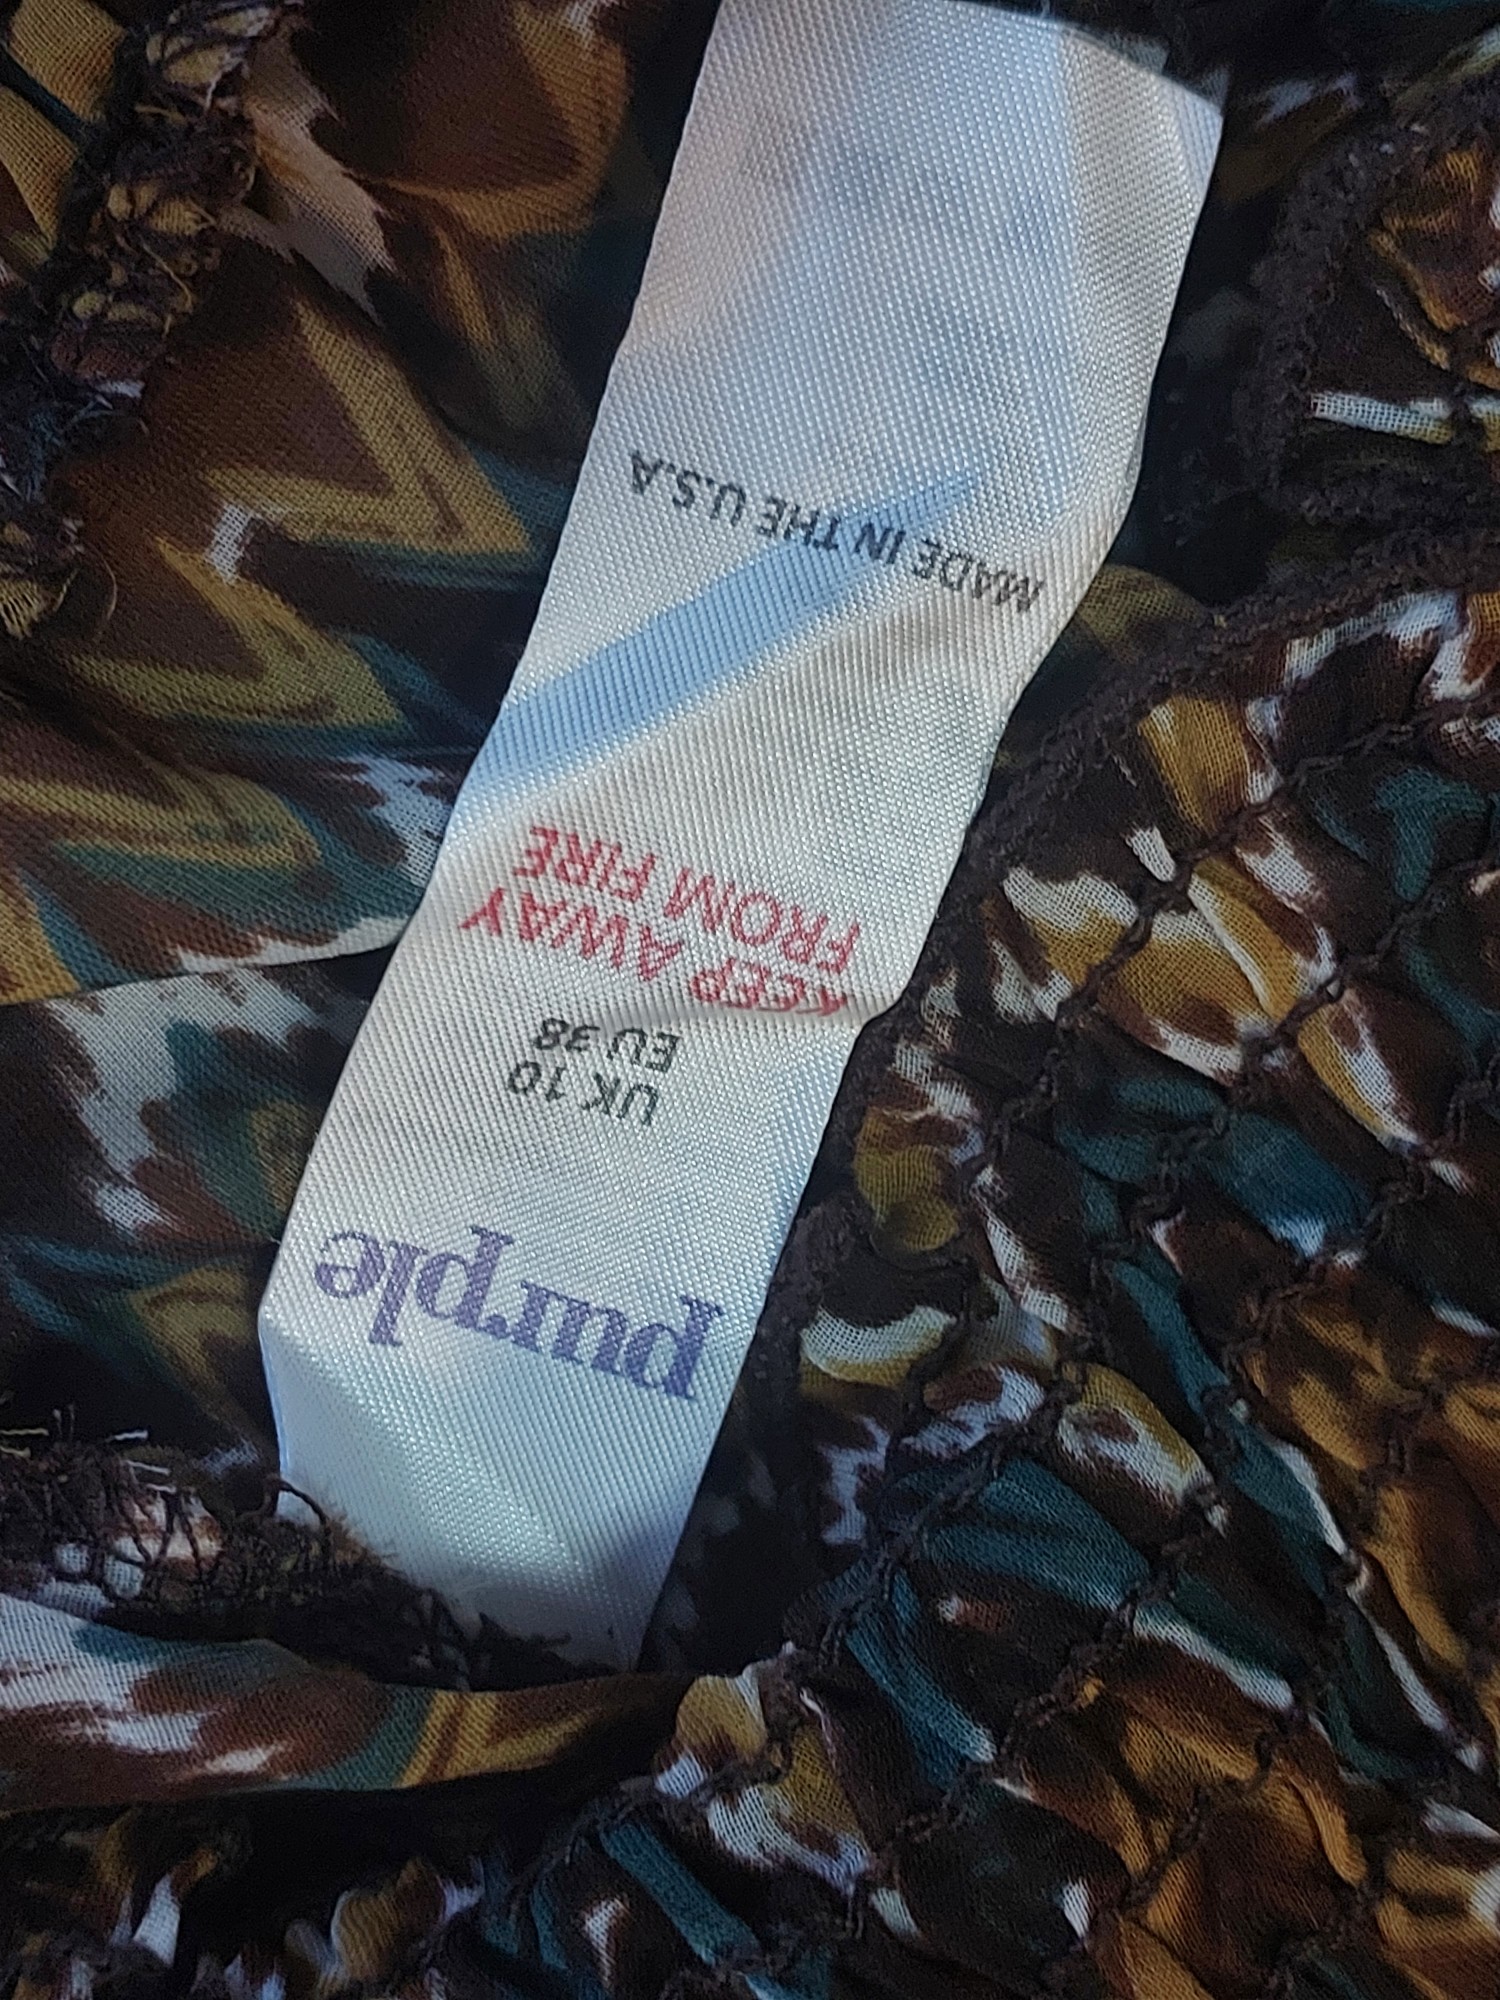 purple
UK 10
EU 38
KEEP AWAY
FROM FIRE
MADE IN THE U.S.A